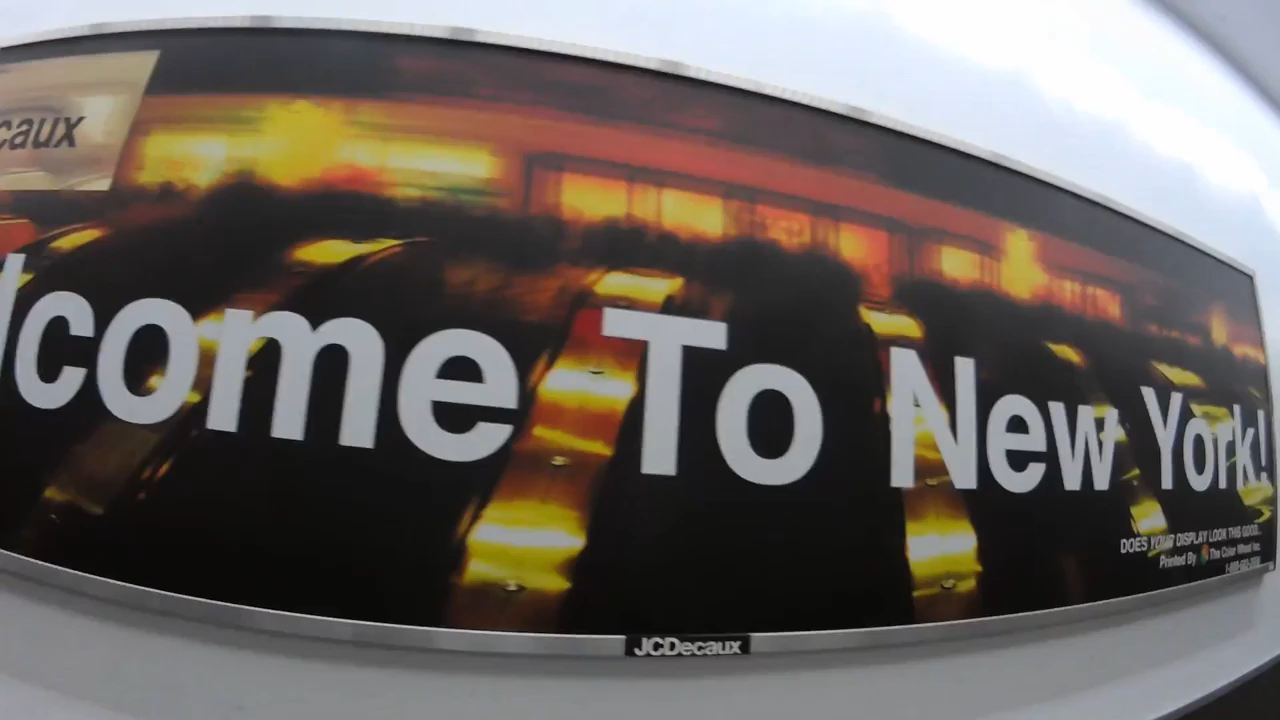 caux
lcome To New York!
DOES YOUR DISPLAY LOOK THIS GOOD...
Printed By The Color Wheel Inc.
JCDecaux